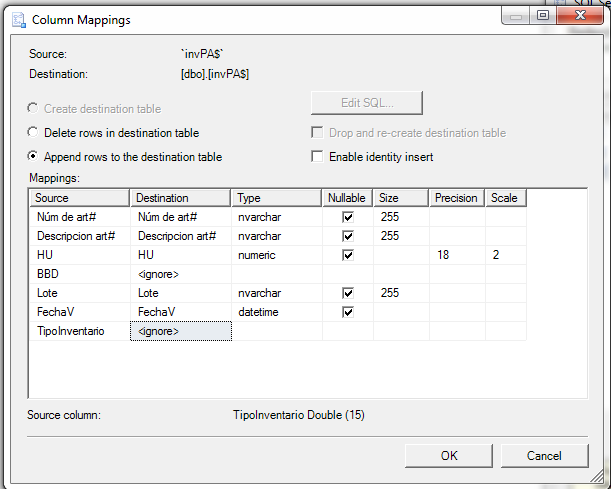 Column Mappings
Source: `invPA$`
Destination: [dbo].[invPA$]
Create destination table Edit SQL...
Delete rows in destination table Drop and re-create destination table
Append rows to the destination table Enable identity insert
Mappings:
Source Destination Type Nullable Size Precision Scale
Núm de art# Núm de art# nvarchar 255
Descripcion art# Descripcion art# nvarchar 255
HU HU numeric 18 2
BBD <ignore>
Lote Lote nvarchar 255
FechaV FechaV datetime
TipoInventario <ignore>
Source column: TipoInventario Double (15)
OK Cancel